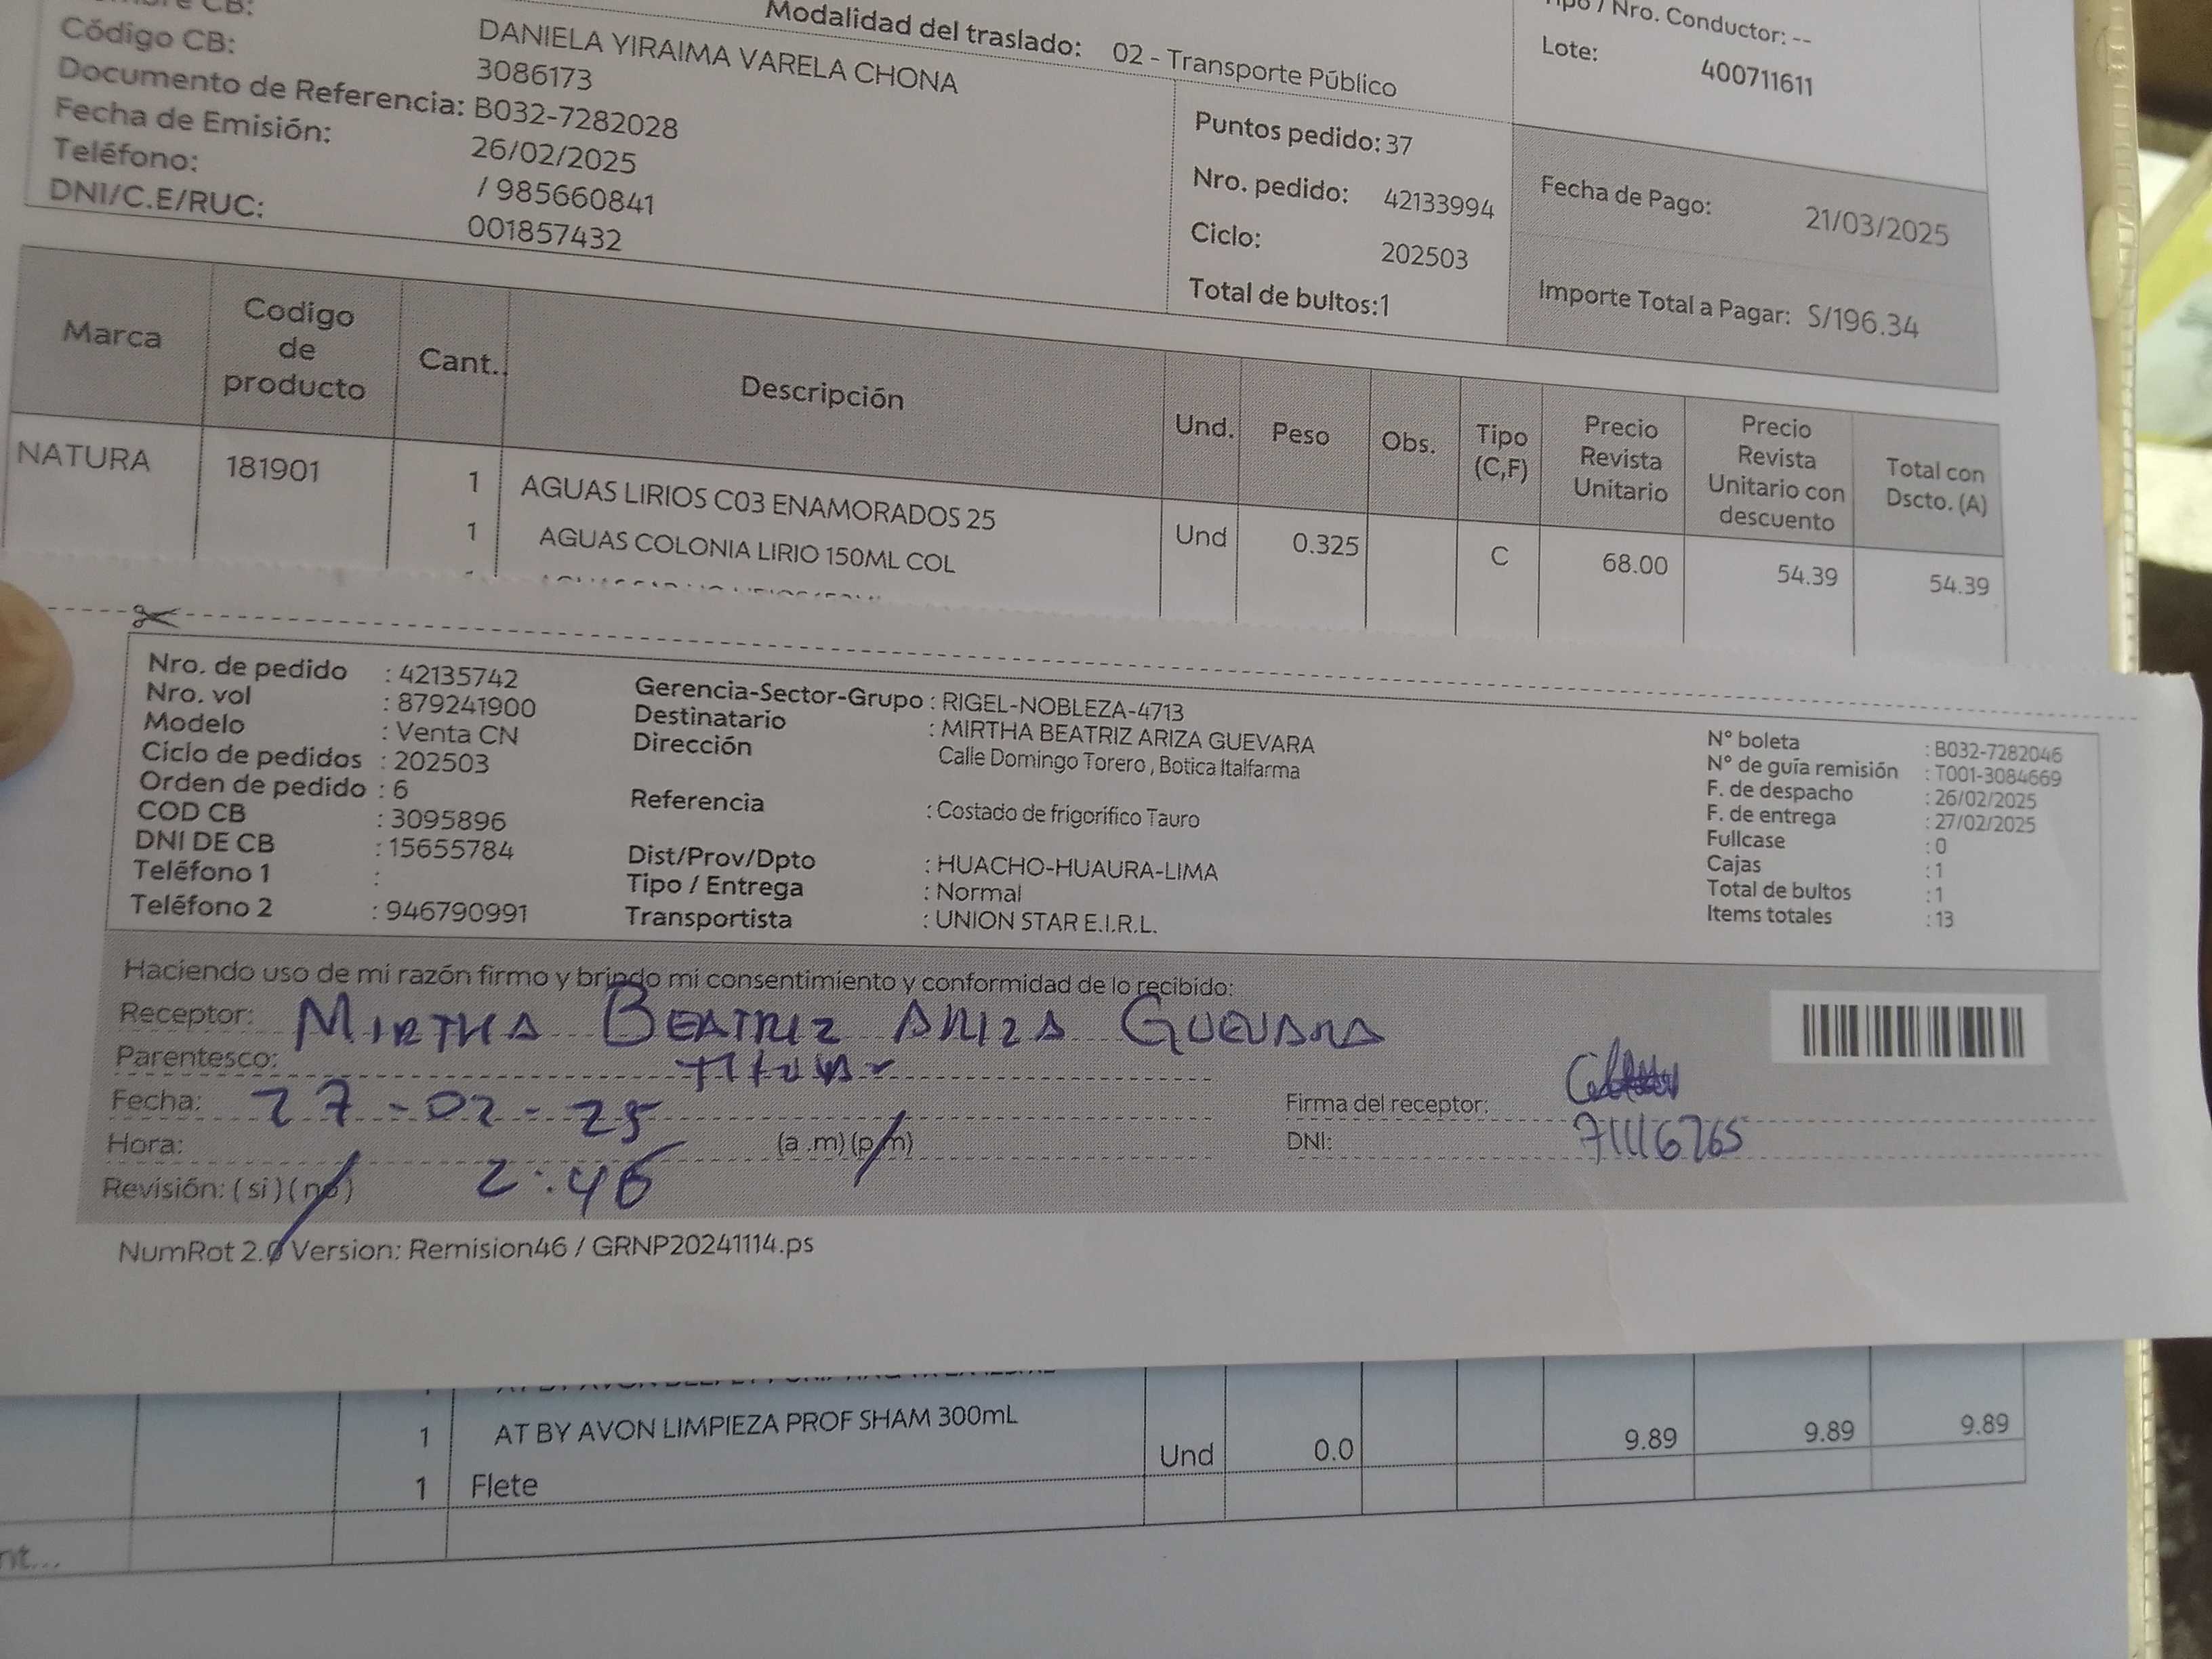 CB:
Modalidad del traslado: 02 - Transporte Público
Nro. Conductor: --
Código CB: DANIELA YIRAIMA VARELA CHONA
Lote: 400711611
Documento de Referencia: 3086173
B032-7282028
Fecha de Emisión: 26/02/2025
Teléfono: / 985660841
DNI/C.E/RUC: 001857432
Puntos pedido: 37
Nro. pedido: 42133994
Ciclo: 202503
Total de bultos:1
Fecha de Pago: 21/03/2025
Importe Total a Pagar: S/196.34
Marca
Codigo de producto
Cant.
Descripción
Und.
Peso
Obs.
Tipo (C,F)
Precio Revista Unitario
Precio Revista Unitario con descuento
Total con Dscto. (A)
NATURA 181901 1 AGUAS LIRIOS C03 ENAMORADOS 25 Und 0.325 C 68.00 54.39 54.39
1 AGUAS COLONIA LIRIO 150ML COL
Nro. de pedido : 42135742
Nro. vol : 879241900
Modelo : Venta CN
Ciclo de pedidos : 202503
Orden de pedido : 6
COD CB : 3095896
DNI DE CB : 15655784
Teléfono 1 :
Teléfono 2 : 946790991
Gerencia-Sector-Grupo : RIGEL-NOBLEZA-4713
Destinatario : MIRTHA BEATRIZ ARIZA GUEVARA
Dirección Calle Domingo Torero , Botica Italfarma
Referencia : Costado de frigorífico Tauro
Dist/Prov/Dpto : HUACHO-HUAURA-LIMA
Tipo / Entrega : Normal
Transportista : UNION STAR E.I.R.L.
N° boleta : B032-7282046
N° de guía remisión : T001-3084669
F. de despacho : 26/02/2025
F. de entrega : 27/02/2025
Fullcase : 0
Cajas : 1
Total de bultos : 1
Items totales : 13
Haciendo uso de mi razón firmo y brindo mi consentimiento y conformidad de lo recibido:
Receptor: MIRTHA BEATRIZ ARIZA GUEVARA
Parentesco: titular
Fecha: 27-02-25
Firma del receptor:
Hora: 2:46 (a .m) (p.m)
DNI: 71116765
Revisión: ( si ) ( no )
NumRot 2.0 Version: Remision46 / GRNP20241114.ps
1 AT BY AVON LIMPIEZA PROF SHAM 300mL
1 Flete Und 0.0 9.89 9.89 9.89